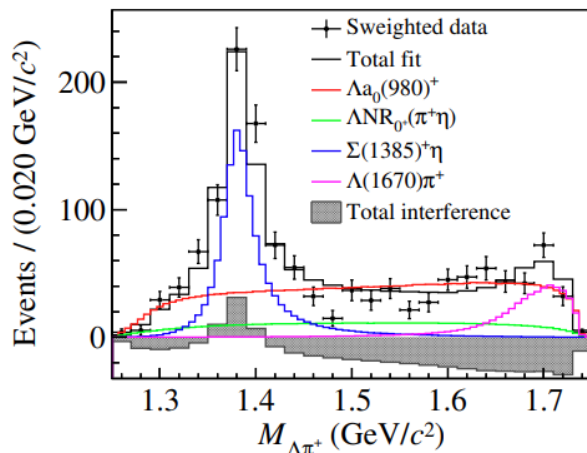 Sweighted data
Total fit
Λa₀(980)⁺
ΛNR₀₊(π⁺η)
Σ(1385)⁺η
Λ(1670)π⁺
Total interference
Events / (0.020 GeV/c²)
200
100
0
1.3 1.4 1.5 1.6 1.7
M_Λπ⁺ (GeV/c²)